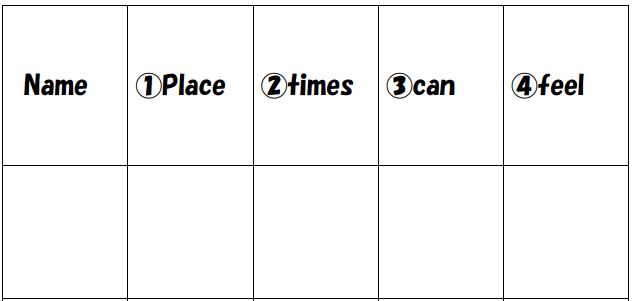 Name ①Place ②times ③can ④feel